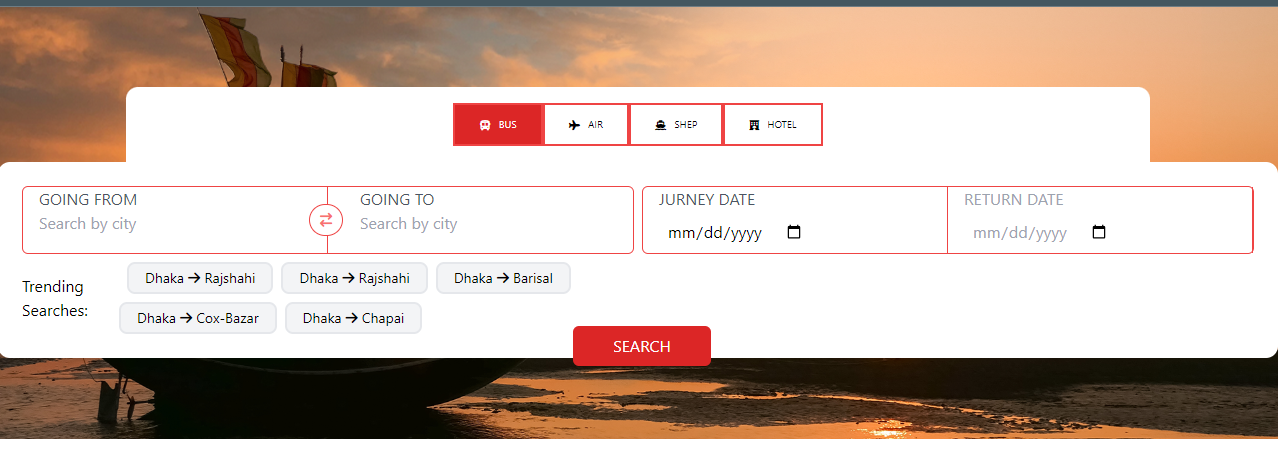 BUS AIR SHEP HOTEL
GOING FROM GOING TO JURNEY DATE RETURN DATE
Search by city Search by city mm/dd/yyyy mm/dd/yyyy
Trending
Searches:
Dhaka → Rajshahi Dhaka → Rajshahi Dhaka → Barisal
Dhaka → Cox-Bazar Dhaka → Chapai
SEARCH